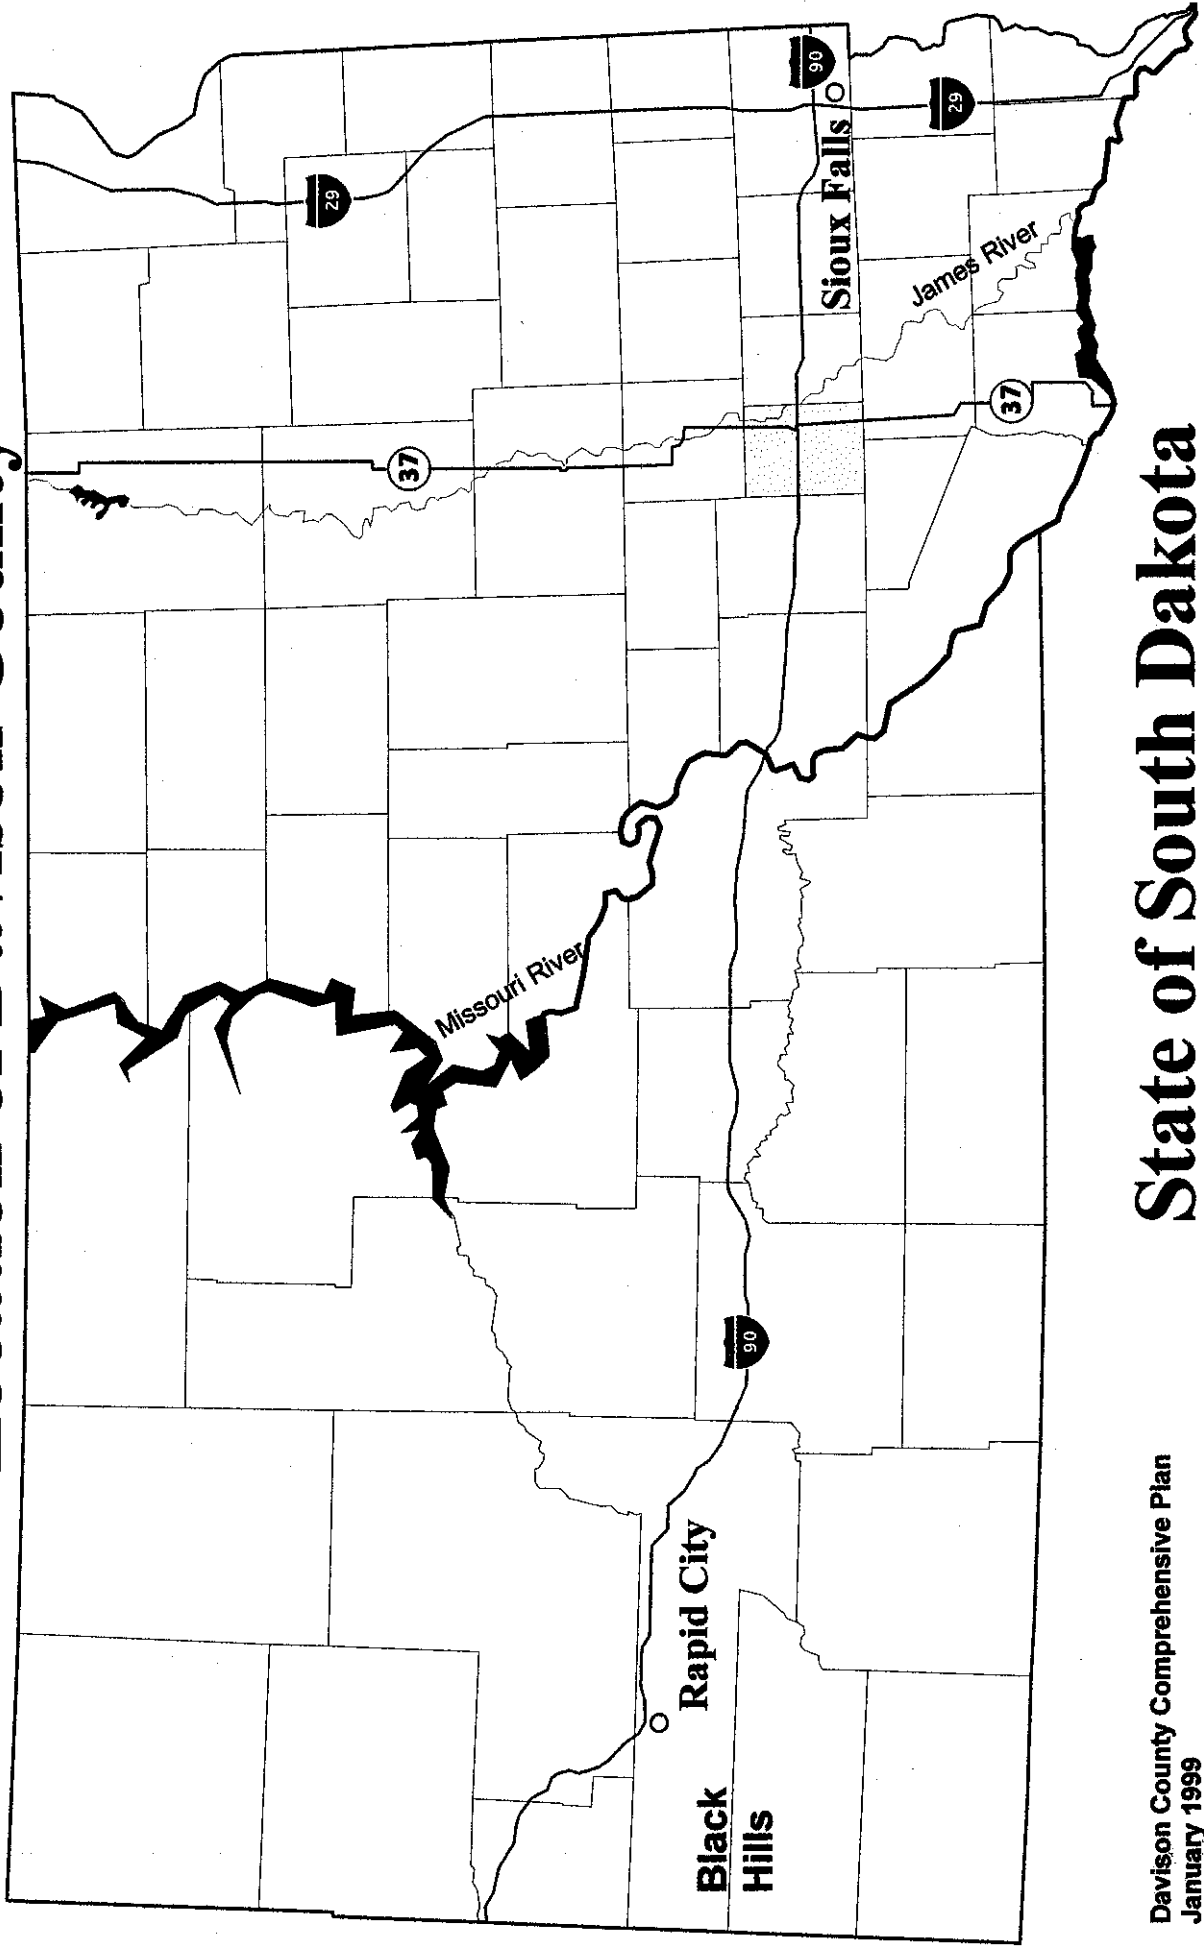 29
37
90
29
James River
Sioux Falls
37
Missouri River
90
Rapid City
Black
Hills
State of South Dakota
Davison County Comprehensive Plan
January 1999